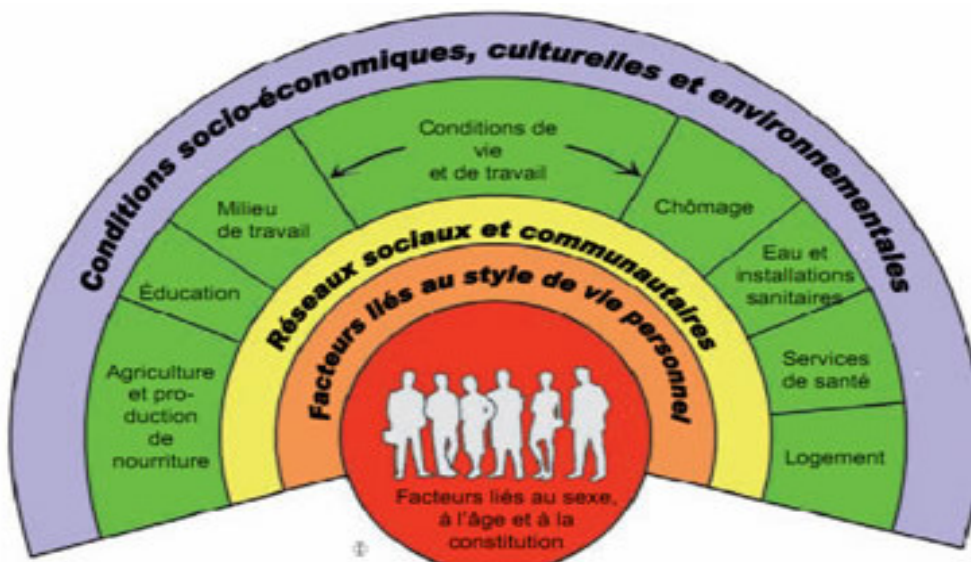 Conditions socio-économiques, culturelles et environnementales
Conditions de
vie
et de travail
Milieu
de travail
Chômage
Éducation
Eau et
installations
sanitaires
Agriculture
et pro-
duction
de
nourriture
Services
de santé
Logement
Réseaux sociaux et communautaires
Facteurs liés au style de vie personnel
Facteurs liés au sexe,
à l'âge et à la
constitution